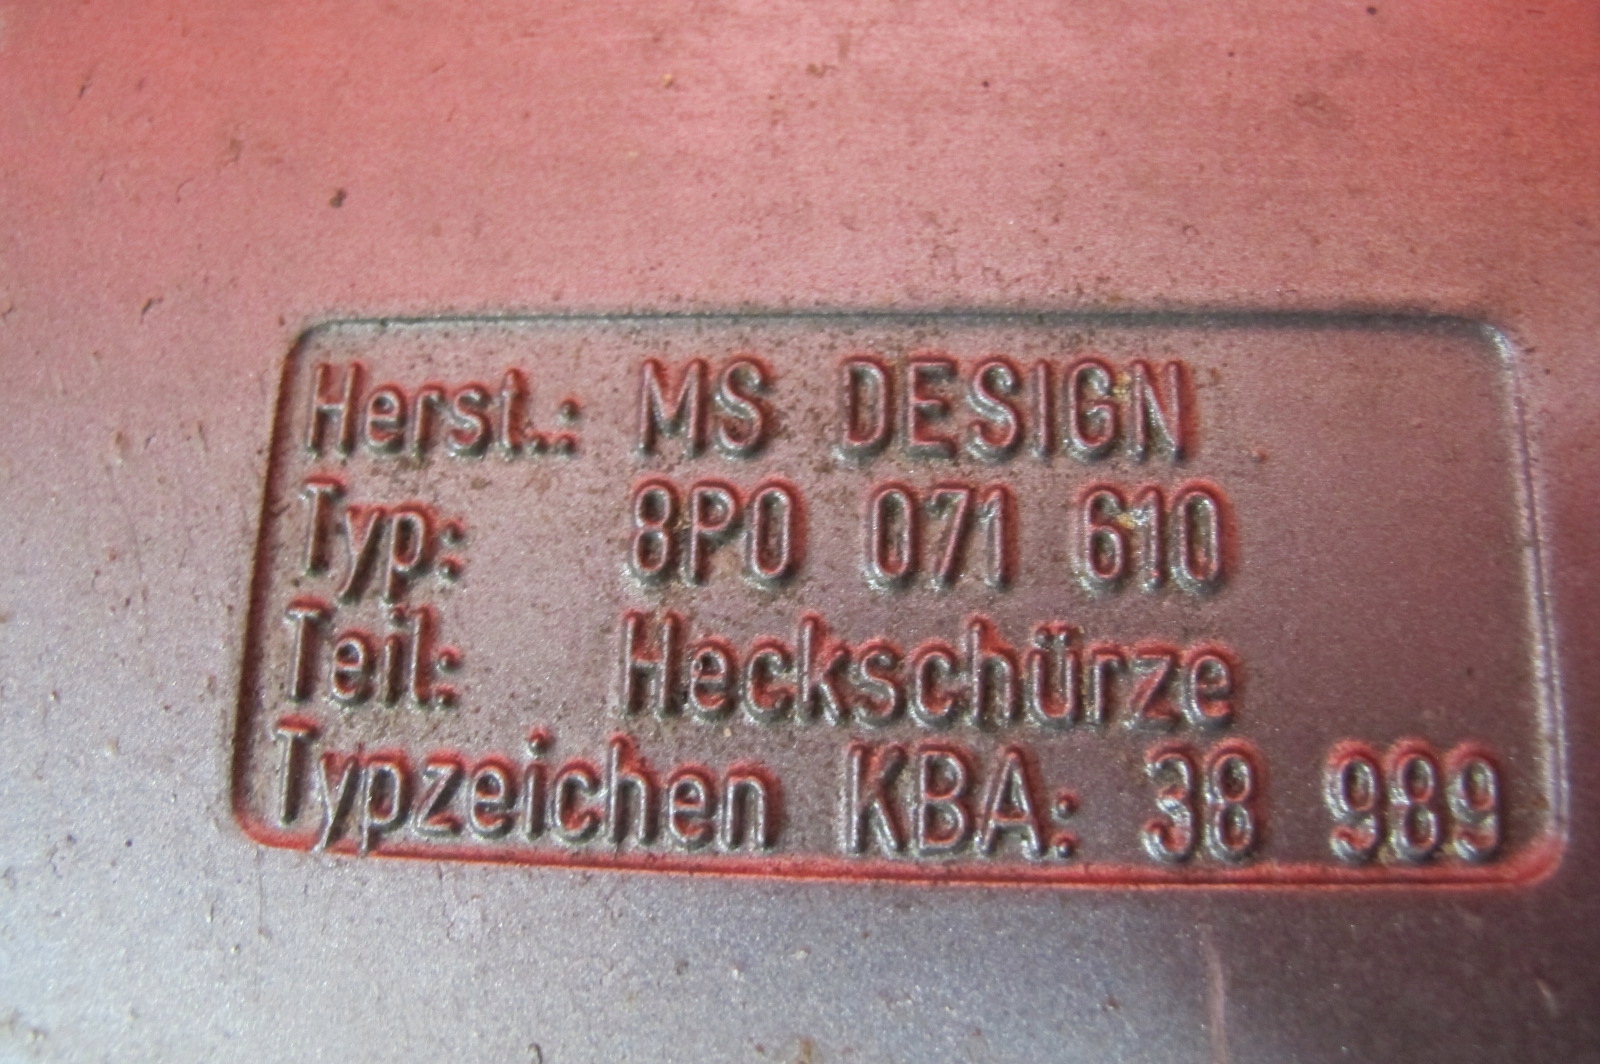 Herst.: MS DESIGN
Typ: 8P0 071 610
Teil: Heckschürze
Typzeichen KBA: 38 989